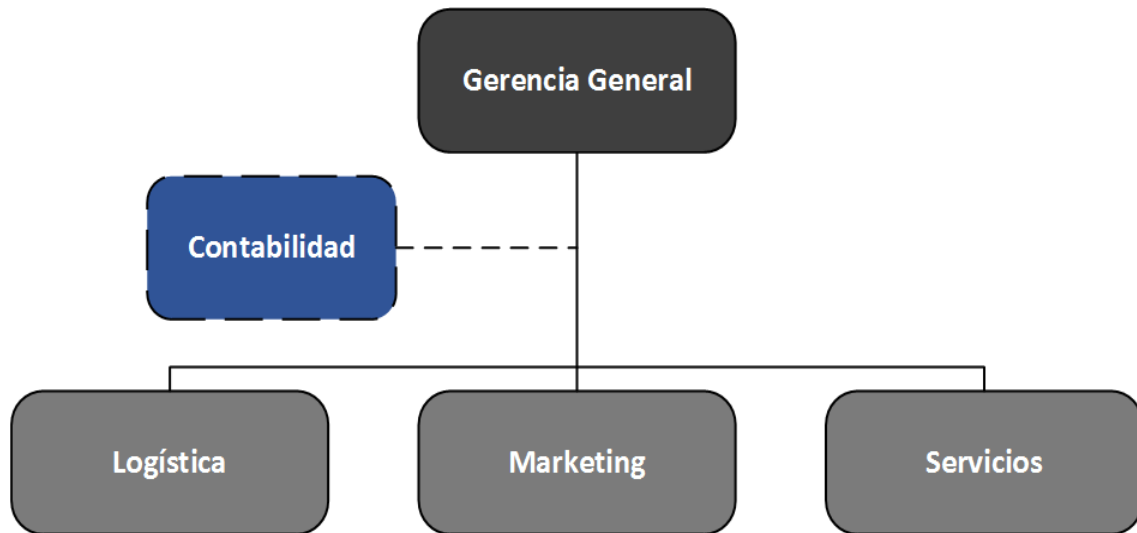 Gerencia General
Contabilidad
Logística
Marketing
Servicios